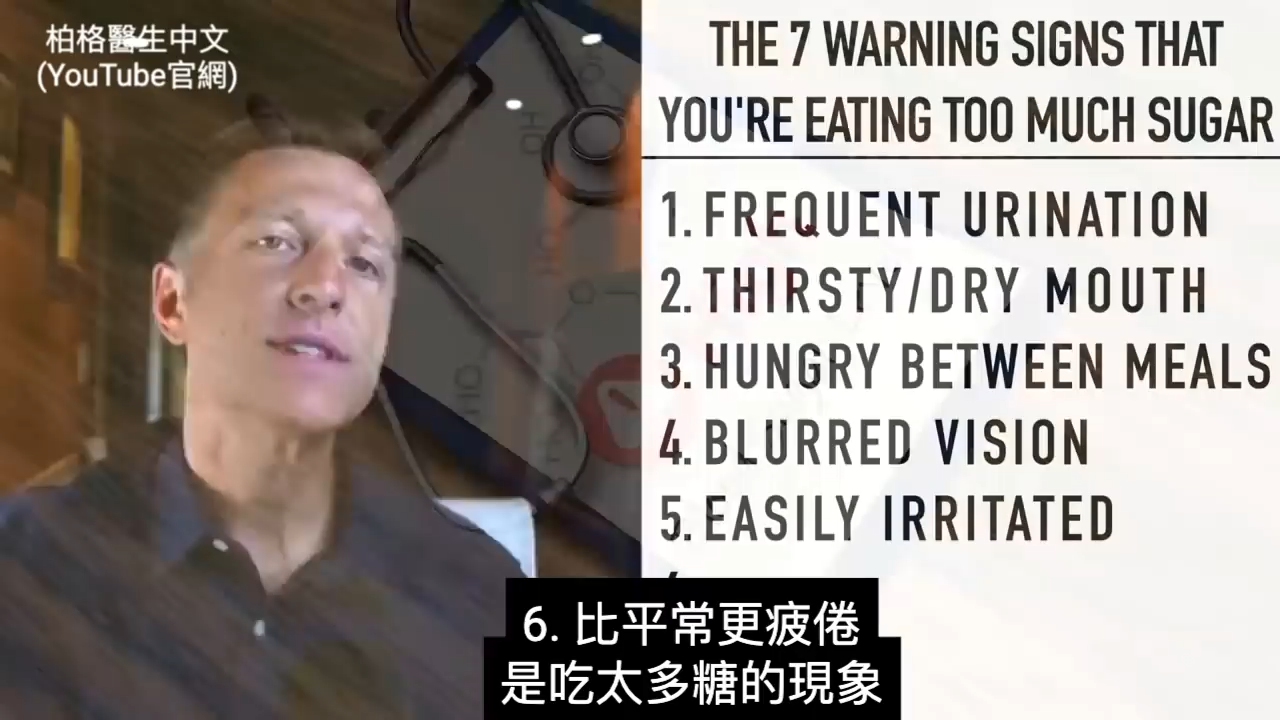 柏格醫生中文
(YouTube官網)
THE 7 WARNING SIGNS THAT
YOU'RE EATING TOO MUCH SUGAR
1. FREQUENT URINATION
2. THIRSTY/DRY MOUTH
3. HUNGRY BETWEEN MEALS
4. BLURRED VISION
5. EASILY IRRITATED
6. 比平常更疲倦
是吃太多糖的現象